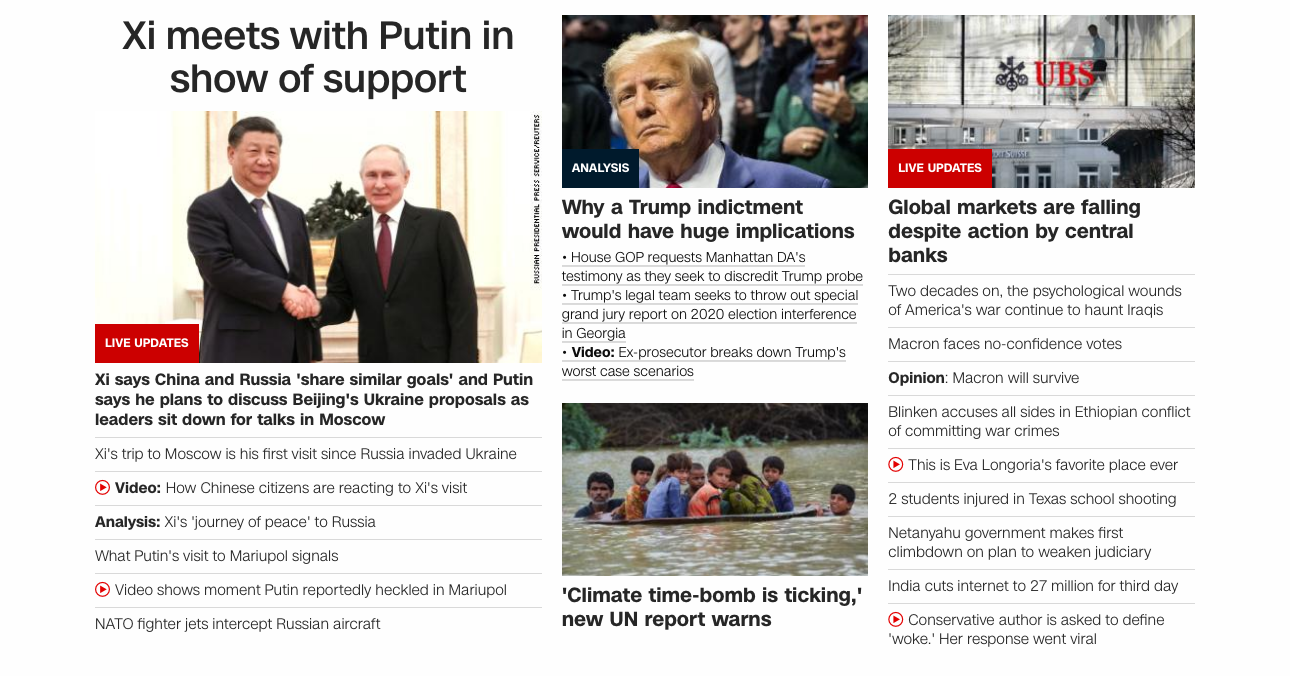 Xi meets with Putin in
show of support
RUSSIAN PRESIDENTIAL PRESS SERVICE/REUTERS
LIVE UPDATES
Xi says China and Russia 'share similar goals' and Putin
says he plans to discuss Beijing's Ukraine proposals as
leaders sit down for talks in Moscow
Xi's trip to Moscow is his first visit since Russia invaded Ukraine
Video: How Chinese citizens are reacting to Xi's visit
Analysis: Xi's 'journey of peace' to Russia
What Putin's visit to Mariupol signals
Video shows moment Putin reportedly heckled in Mariupol
NATO fighter jets intercept Russian aircraft
ANALYSIS
Why a Trump indictment
would have huge implications
• House GOP requests Manhattan DA's
testimony as they seek to discredit Trump probe
• Trump's legal team seeks to throw out special
grand jury report on 2020 election interference
in Georgia
• Video: Ex-prosecutor breaks down Trump's
worst case scenarios
'Climate time-bomb is ticking,'
new UN report warns
UBS
LIVE UPDATES
Global markets are falling
despite action by central
banks
Two decades on, the psychological wounds
of America's war continue to haunt Iraqis
Macron faces no-confidence votes
Opinion: Macron will survive
Blinken accuses all sides in Ethiopian conflict
of committing war crimes
This is Eva Longoria's favorite place ever
2 students injured in Texas school shooting
Netanyahu government makes first
climbdown on plan to weaken judiciary
India cuts internet to 27 million for third day
Conservative author is asked to define
'woke.' Her response went viral